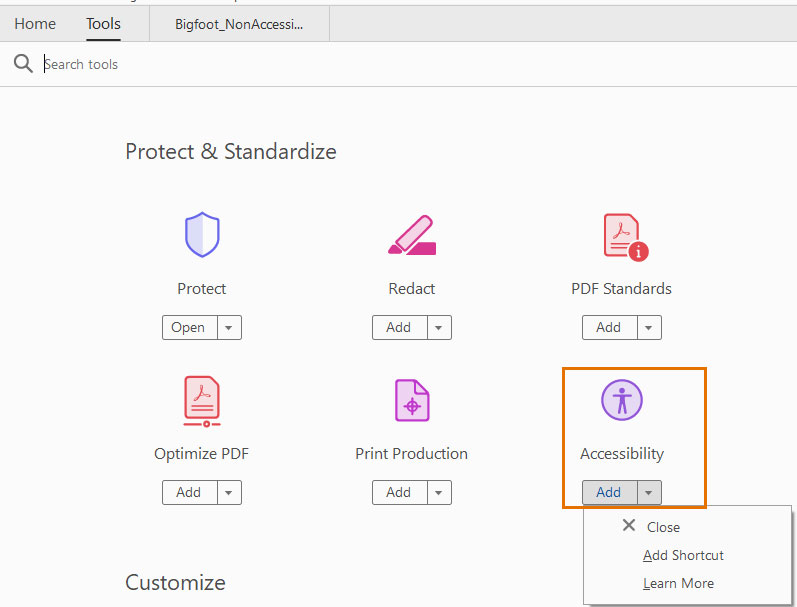 Home Tools Bigfoot_NonAccessi...
Search tools
Protect & Standardize
Protect Redact PDF Standards
Open Add Add
Optimize PDF Print Production Accessibility
Add Add Add
Close
Add Shortcut
Learn More
Customize